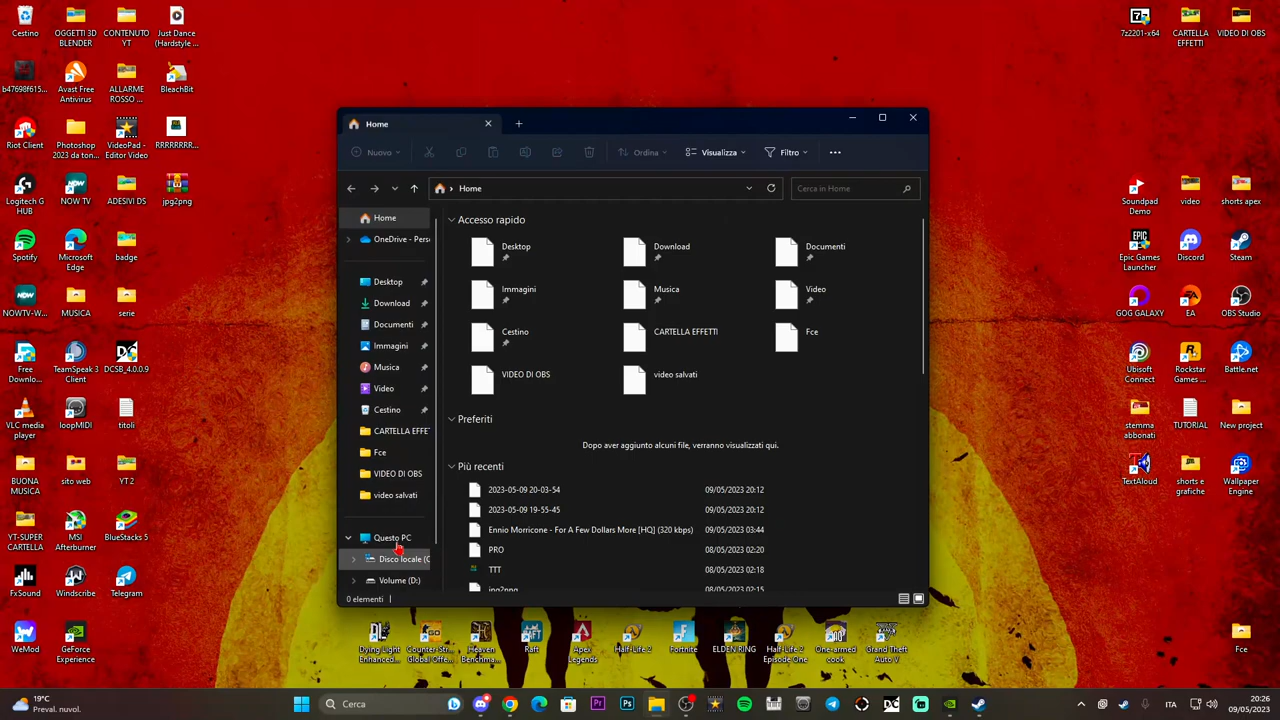 Cestino
OGGETTI 3D
BLENDER
CONTENUTO
YT
Just Dance
(Hardstyle ...
7z2201-x64
CARTELLA
EFFETTI
VIDEO DI OBS
b47698f615...
Avast Free
Antivirus
ALLARME
ROSSO ...
BleachBit
Riot Client
Photoshop
2023 da ton...
VideoPad -
Editor Video
RRRRRRRR...
Logitech G
HUB
NOW TV
ADESIVI DS
jpg2png
Soundpad
Demo
video
shorts apex
Spotify
Microsoft
Edge
badge
Epic Games
Launcher
Discord
Steam
NOWTV-W...
MUSICA
serie
GOG GALAXY
EA
OBS Studio
Free
Downlo...
TeamSpeak 3
Client
DCSB_4.0.0.9
Ubisoft
Connect
Rockstar
Games ...
Battle.net
VLC media
player
loopMIDI
titoli
stemma
abbonati
TUTORIAL
New project
BUONA
MUSICA
sito web
YT 2
TextAloud
shorts e
grafiche
Wallpaper
Engine
YT-SUPER
CARTELLA
MSI
Afterburner
BlueStacks 5
FxSound
Windscribe
Telegram
WeMod
GeForce
Experience
Fce
Home
Nuovo
Ordina
Visualizza
Filtro
Home
Cerca in Home
Home
OneDrive - Pers
Desktop
Download
Documenti
Immagini
Musica
Video
Cestino
CARTELLA EFFE
Fce
VIDEO DI OBS
video salvati
Questo PC
Disco locale (C
Volume (D:)
Accesso rapido
Desktop
Download
Documenti
Immagini
Musica
Video
Cestino
CARTELLA EFFETTI
Fce
VIDEO DI OBS
video salvati
Preferiti
Dopo aver aggiunto alcuni file, verranno visualizzati qui.
Più recenti
2023-05-09 20-03-54 09/05/2023 20:12
2023-05-09 19-55-45 09/05/2023 20:12
Ennio Morricone - For A Few Dollars More [HQ] (320 kbps) 09/05/2023 03:44
PRO 08/05/2023 02:20
TTT 08/05/2023 02:18
jpg2png 08/05/2023 02:15
0 elementi
Dying Light
Enhanced...
Counter-Str...
Global Offe...
Heaven
Benchma...
Raft
Apex
Legends
Half-Life 2
Fortnite
ELDEN RING
Half-Life 2
Episode One
One-armed
cook
Grand Theft
Auto V
19°C
Preval. nuvol.
Cerca
ITA
20:26
09/05/2023